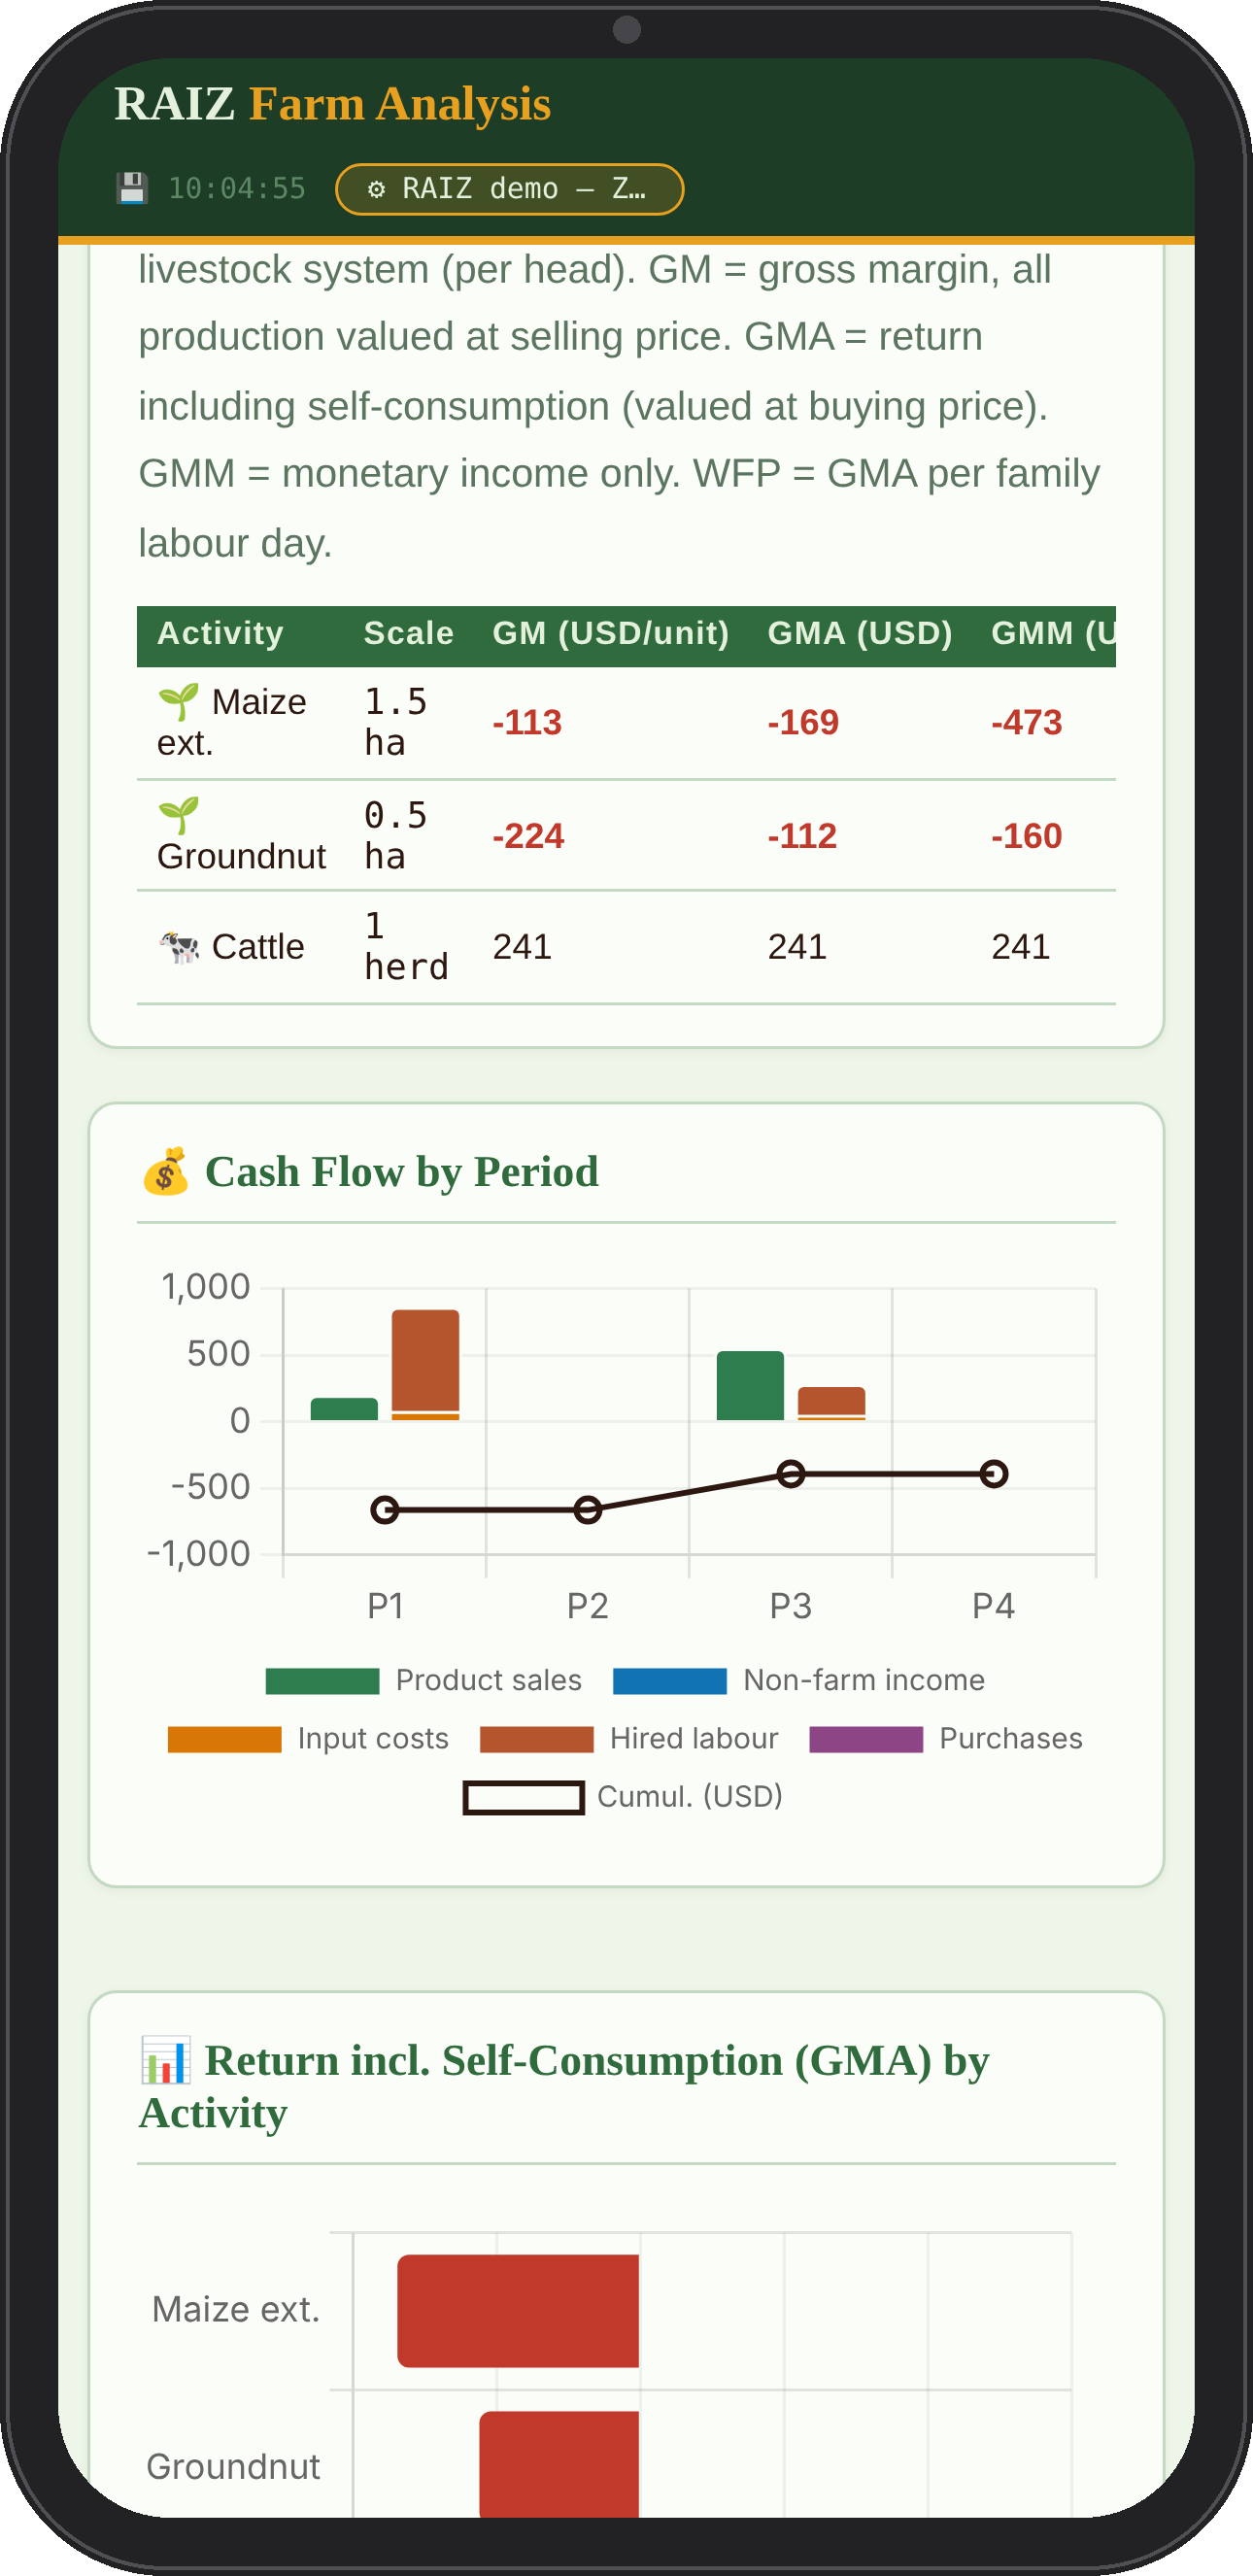 RAIZ Farm Analysis
10:04:55 ⚙ RAIZ demo – Z…
livestock system (per head). GM = gross margin, all
production valued at selling price. GMA = return
including self-consumption (valued at buying price).
GMM = monetary income only. WFP = GMA per family
labour day.
Activity Scale GM (USD/unit) GMA (USD) GMM (U
Maize ext. 1.5 ha -113 -169 -473
Groundnut 0.5 ha -224 -112 -160
Cattle 1 herd 241 241 241
Cash Flow by Period
1,000
500
0
-500
-1,000
P1 P2 P3 P4
Product sales Non-farm income
Input costs Hired labour Purchases
Cumul. (USD)
Return incl. Self-Consumption (GMA) by
Activity
Maize ext.
Groundnut